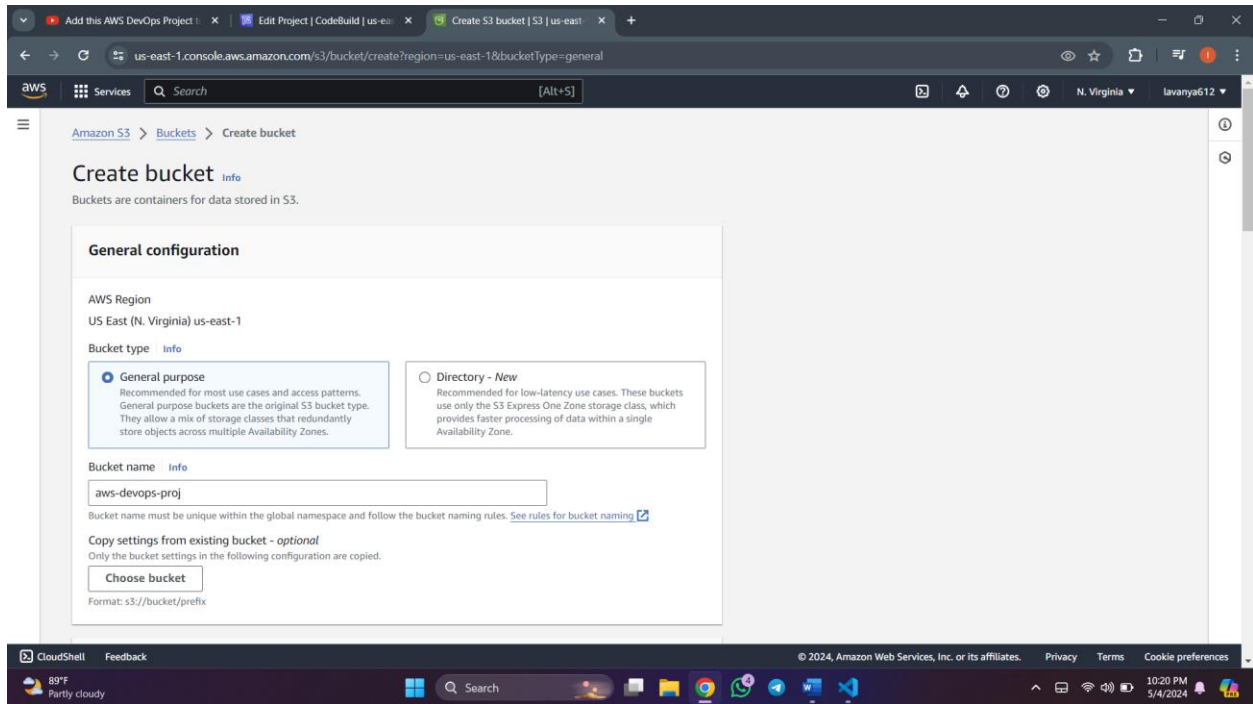 Add this AWS DevOps Project t
Edit Project | CodeBuild | us-ea
Create S3 bucket | S3 | us-east-
us-east-1.console.aws.amazon.com/s3/bucket/create?region=us-east-1&bucketType=general
aws
Services
Search
[Alt+S]
N. Virginia
lavanya612
Amazon S3 > Buckets > Create bucket
Create bucket Info
Buckets are containers for data stored in S3.
General configuration
AWS Region
US East (N. Virginia) us-east-1
Bucket type Info
General purpose
Recommended for most use cases and access patterns.
General purpose buckets are the original S3 bucket type.
They allow a mix of storage classes that redundantly
store objects across multiple Availability Zones.
Directory - New
Recommended for low-latency use cases. These buckets
use only the S3 Express One Zone storage class, which
provides faster processing of data within a single
Availability Zone.
Bucket name Info
aws-devops-proj
Bucket name must be unique within the global namespace and follow the bucket naming rules. See rules for bucket naming
Copy settings from existing bucket - optional
Only the bucket settings in the following configuration are copied.
Choose bucket
Format: s3://bucket/prefix
CloudShell
Feedback
© 2024, Amazon Web Services, Inc. or its affiliates.
Privacy
Terms
Cookie preferences
89°F
Partly cloudy
Search
10:20 PM
5/4/2024